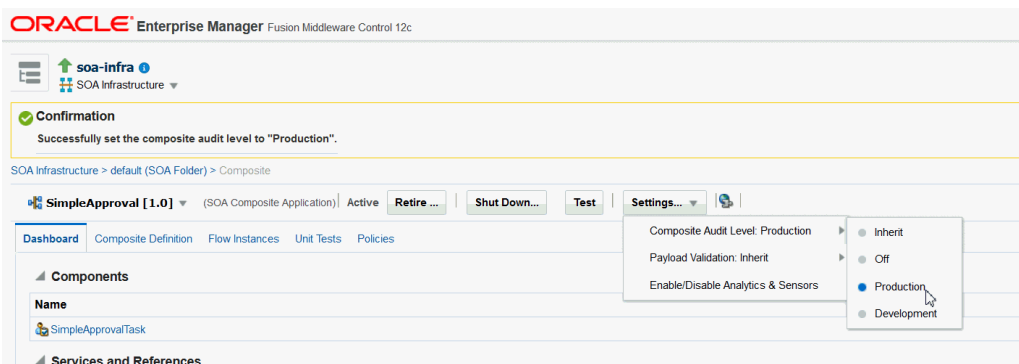 ORACLE Enterprise Manager Fusion Middleware Control 12c
soa-infra
SOA Infrastructure
Confirmation
Successfully set the composite audit level to "Production".
SOA Infrastructure > default (SOA Folder) > Composite
SimpleApproval [1.0] (SOA Composite Application) Active Retire ... Shut Down... Test Settings...
Composite Audit Level: Production
Payload Validation: Inherit
Enable/Disable Analytics & Sensors
Inherit
Off
Production
Development
Dashboard Composite Definition Flow Instances Unit Tests Policies
Components
Name
SimpleApprovalTask
Services and References